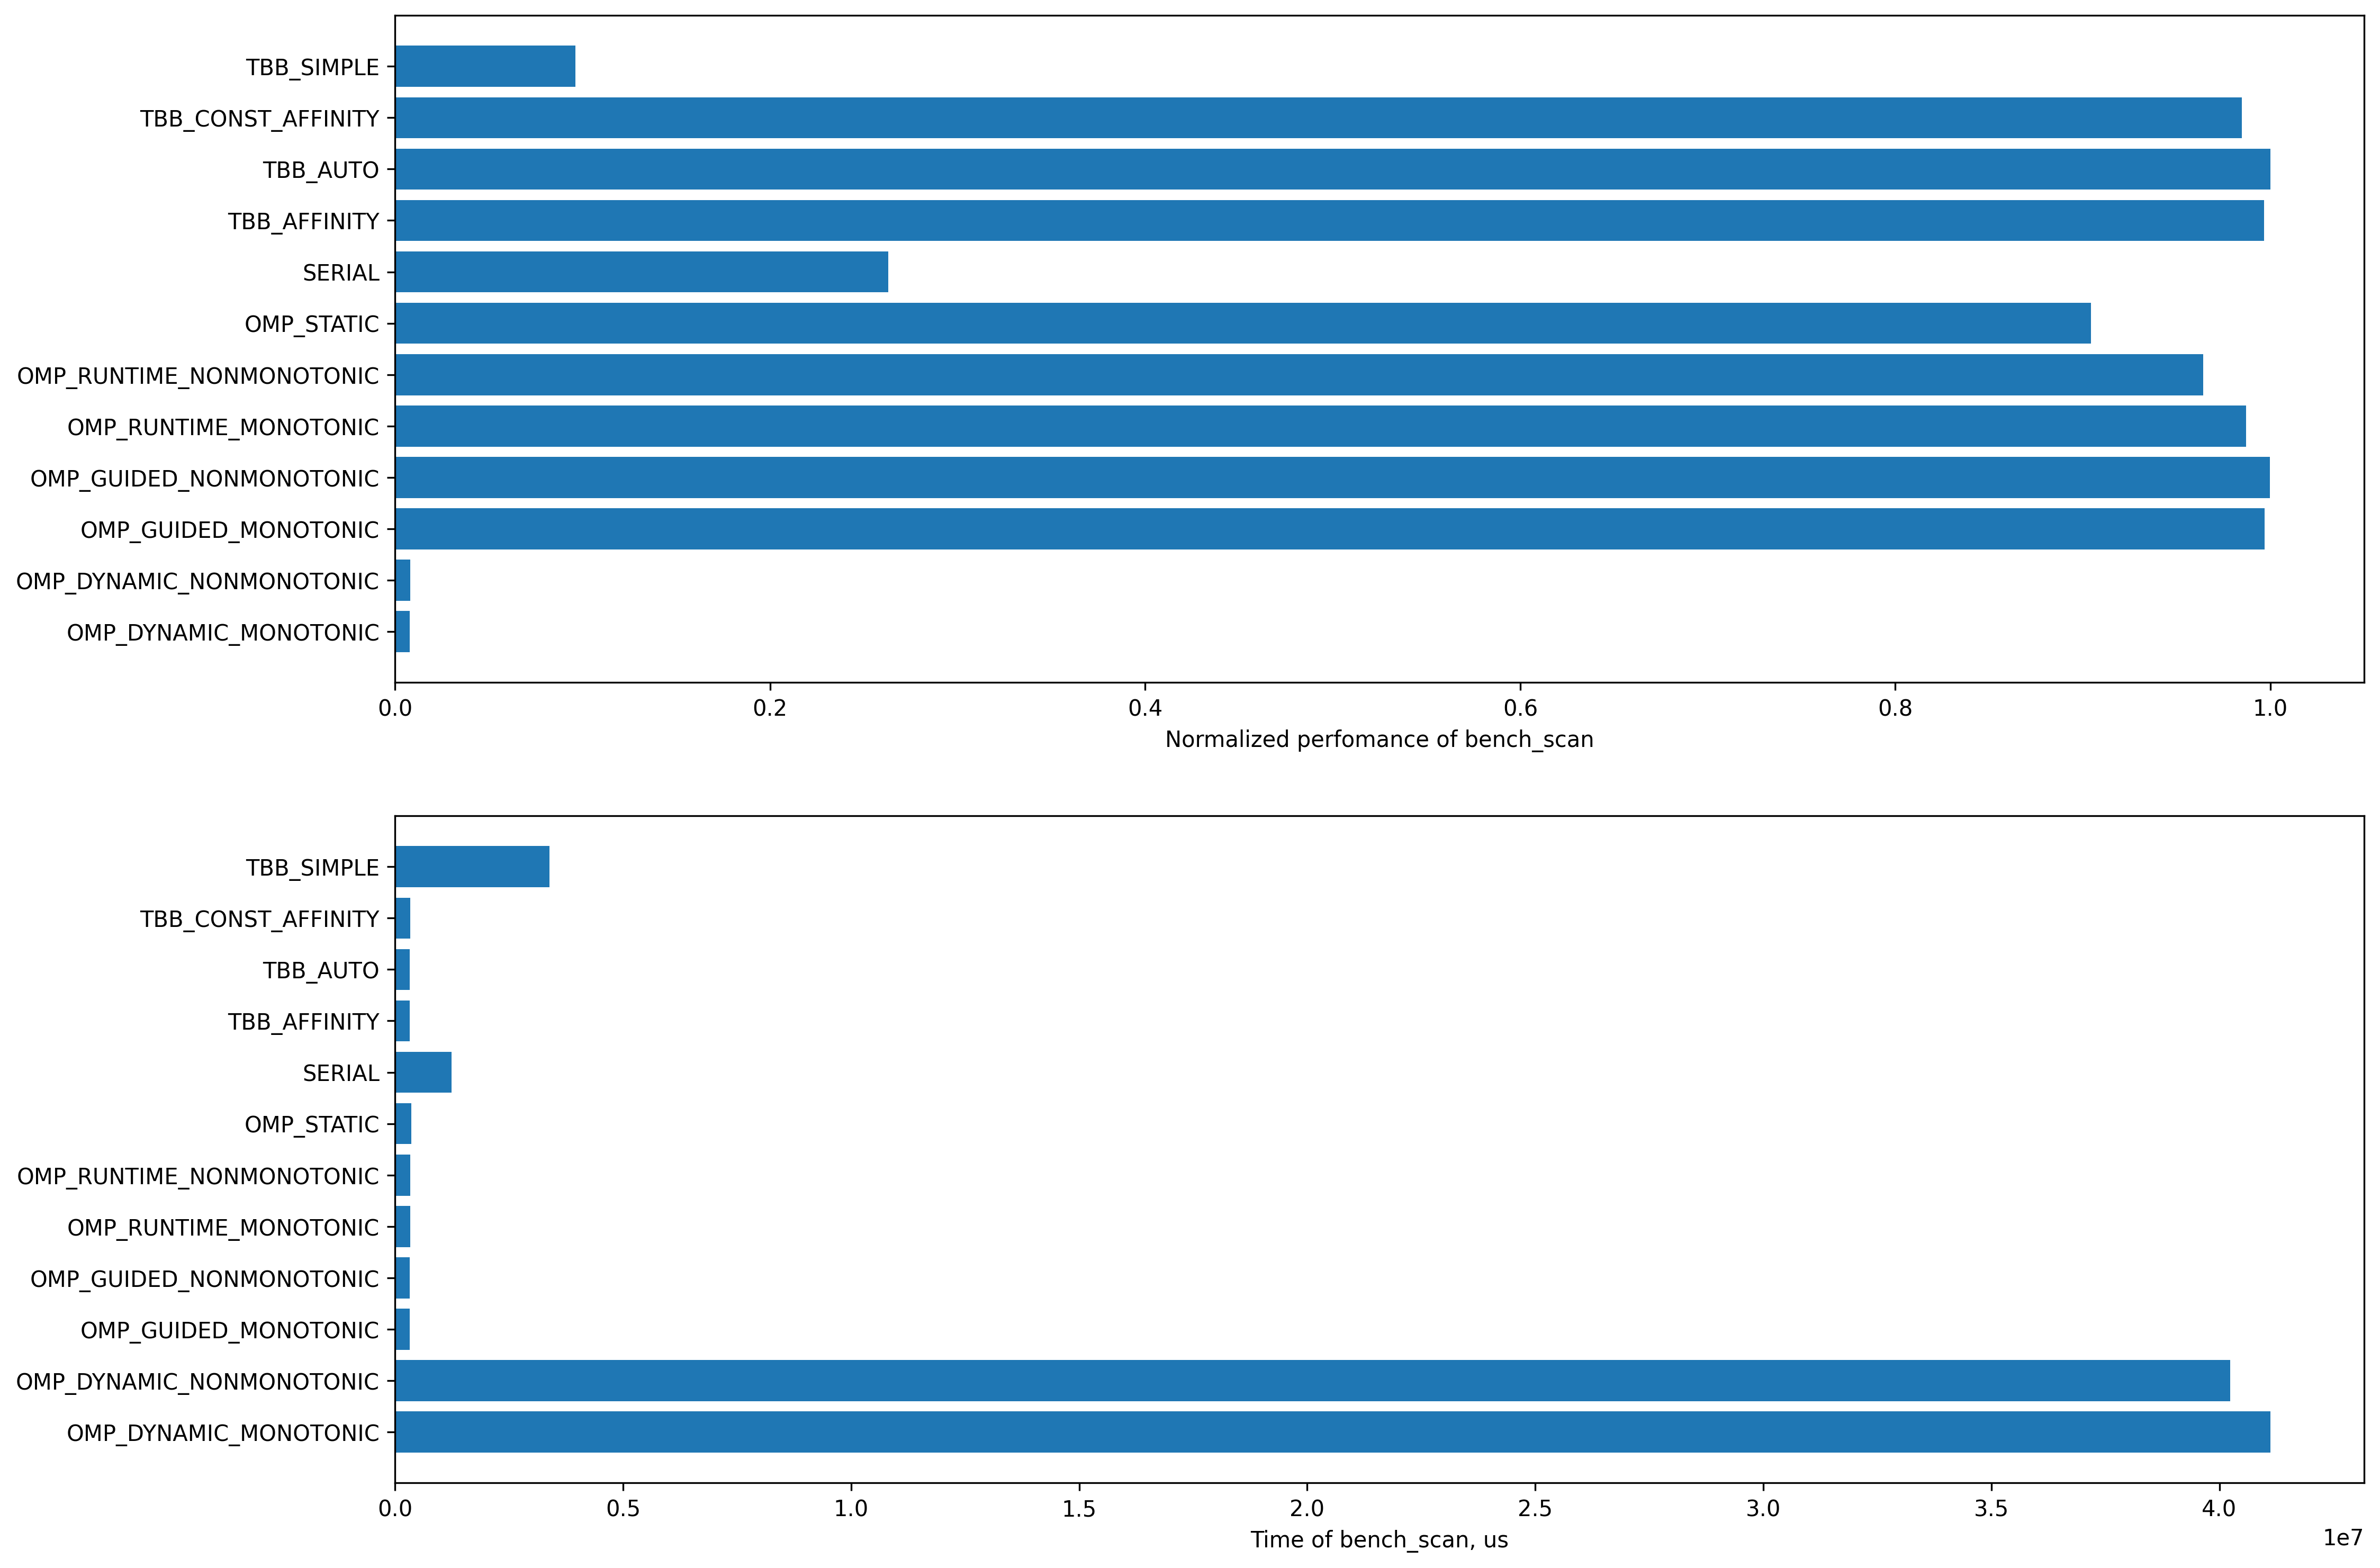 TBB_SIMPLE
TBB_CONST_AFFINITY
TBB_AUTO
TBB_AFFINITY
SERIAL
OMP_STATIC
OMP_RUNTIME_NONMONOTONIC
OMP_RUNTIME_MONOTONIC
OMP_GUIDED_NONMONOTONIC
OMP_GUIDED_MONOTONIC
OMP_DYNAMIC_NONMONOTONIC
OMP_DYNAMIC_MONOTONIC
0.0 0.2 0.4 0.6 0.8 1.0
Normalized perfomance of bench_scan
TBB_SIMPLE
TBB_CONST_AFFINITY
TBB_AUTO
TBB_AFFINITY
SERIAL
OMP_STATIC
OMP_RUNTIME_NONMONOTONIC
OMP_RUNTIME_MONOTONIC
OMP_GUIDED_NONMONOTONIC
OMP_GUIDED_MONOTONIC
OMP_DYNAMIC_NONMONOTONIC
OMP_DYNAMIC_MONOTONIC
0.0 0.5 1.0 1.5 2.0 2.5 3.0 3.5 4.0
Time of bench_scan, us
1e7